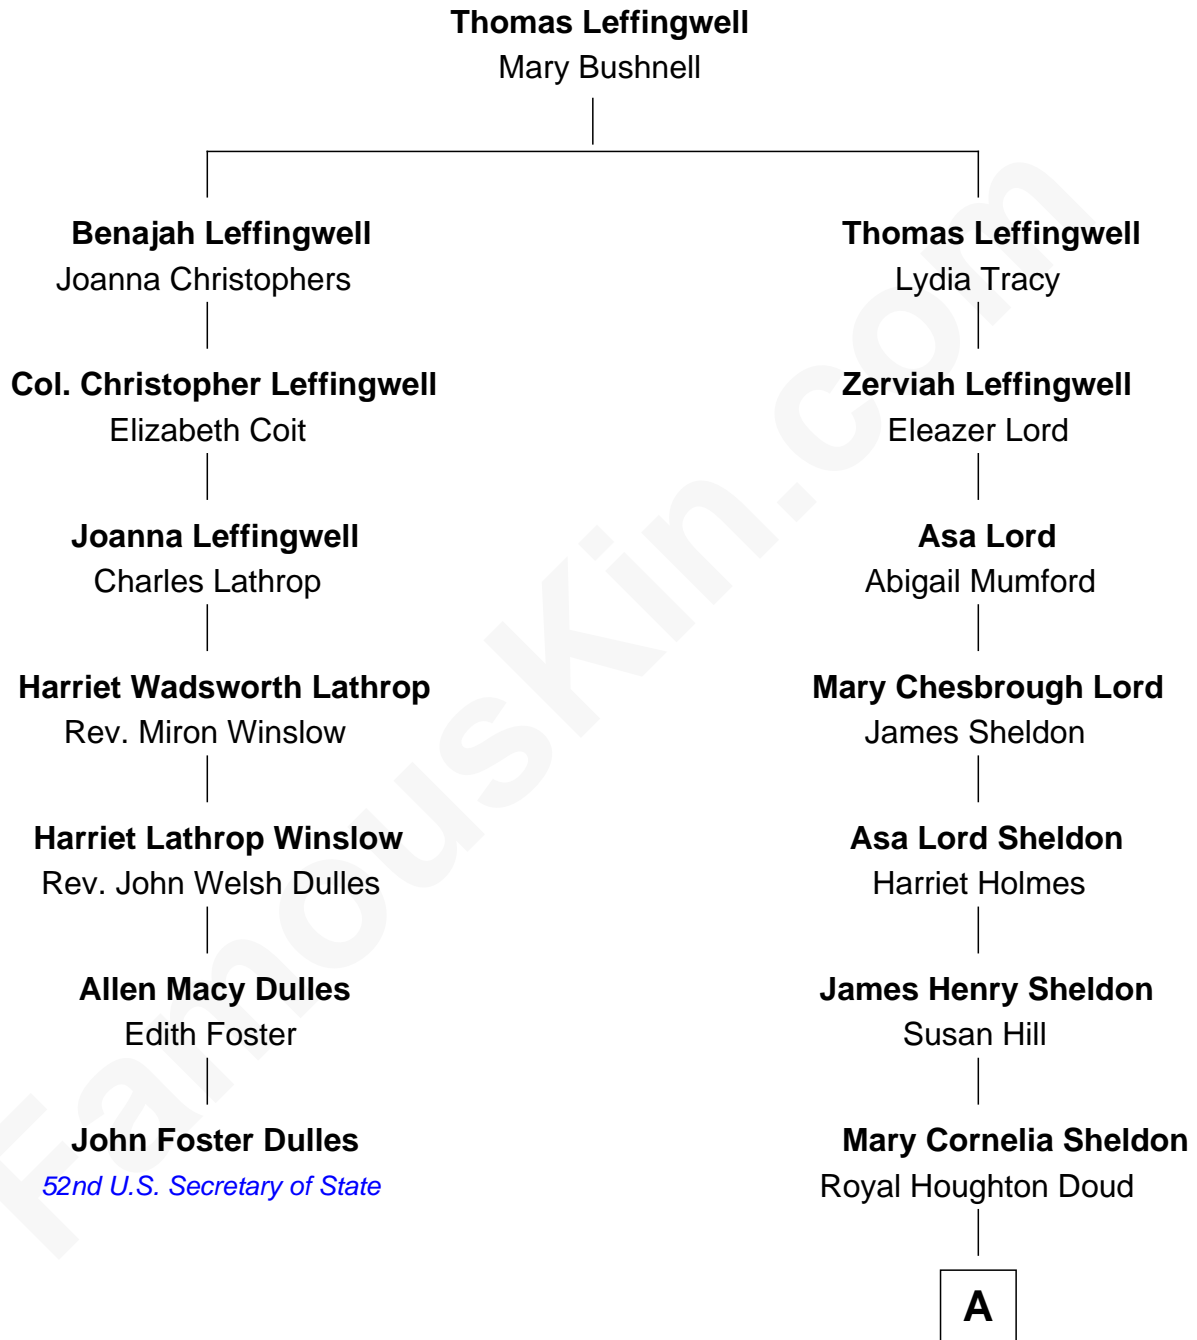 Thomas Leffingwell
Mary Bushnell
Benajah Leffingwell
Joanna Christophers
Col. Christopher Leffingwell
Elizabeth Coit
Joanna Leffingwell
Charles Lathrop
Harriet Wadsworth Lathrop
Rev. Miron Winslow
Harriet Lathrop Winslow
Rev. John Welsh Dulles
Allen Macy Dulles
Edith Foster
John Foster Dulles
52nd U.S. Secretary of State
Thomas Leffingwell
Lydia Tracy
Zerviah Leffingwell
Eleazer Lord
Asa Lord
Abigail Mumford
Mary Chesbrough Lord
James Sheldon
Asa Lord Sheldon
Harriet Holmes
James Henry Sheldon
Susan Hill
Mary Cornelia Sheldon
Royal Houghton Doud
A
FamousKin.com